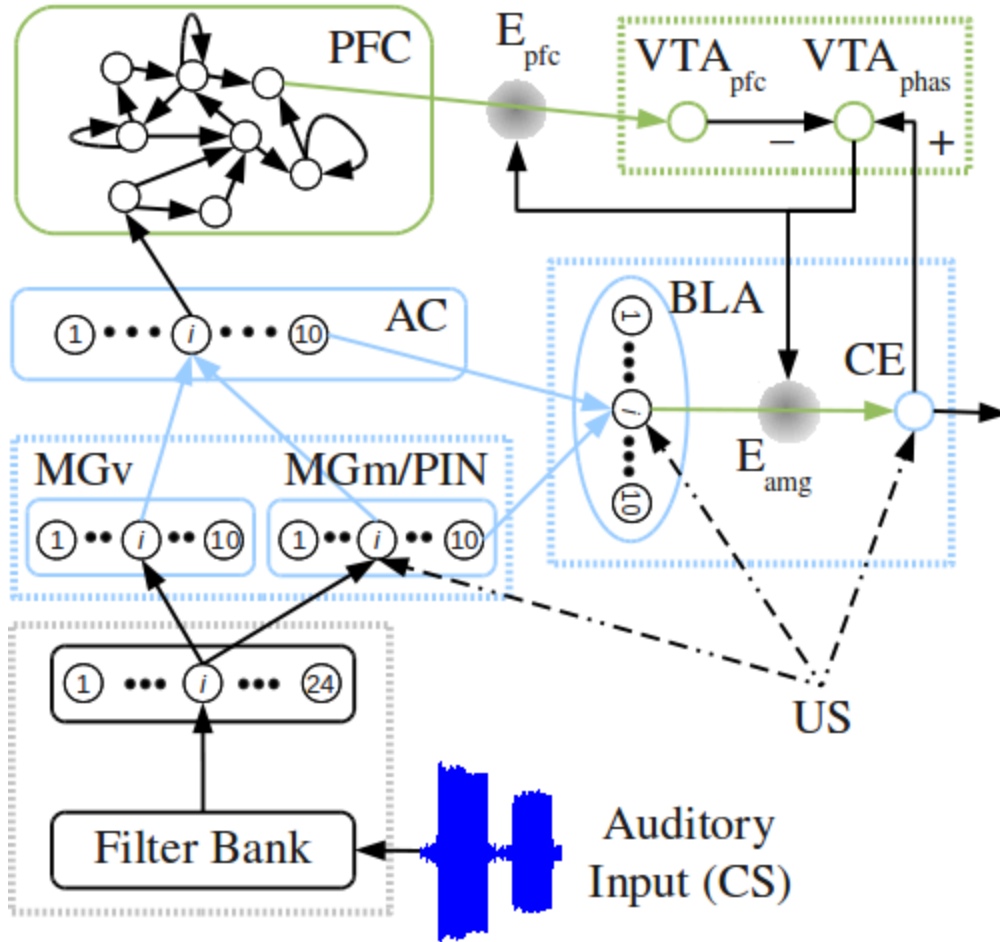 PFC
E
pfc
VTA
pfc
VTA
phas
−
+
1 i 10
AC
BLA
1
i
10
CE
E
amg
MGv
MGm/PIN
1 i 10
1 i 10
1 i 24
US
Filter Bank
Auditory
Input (CS)